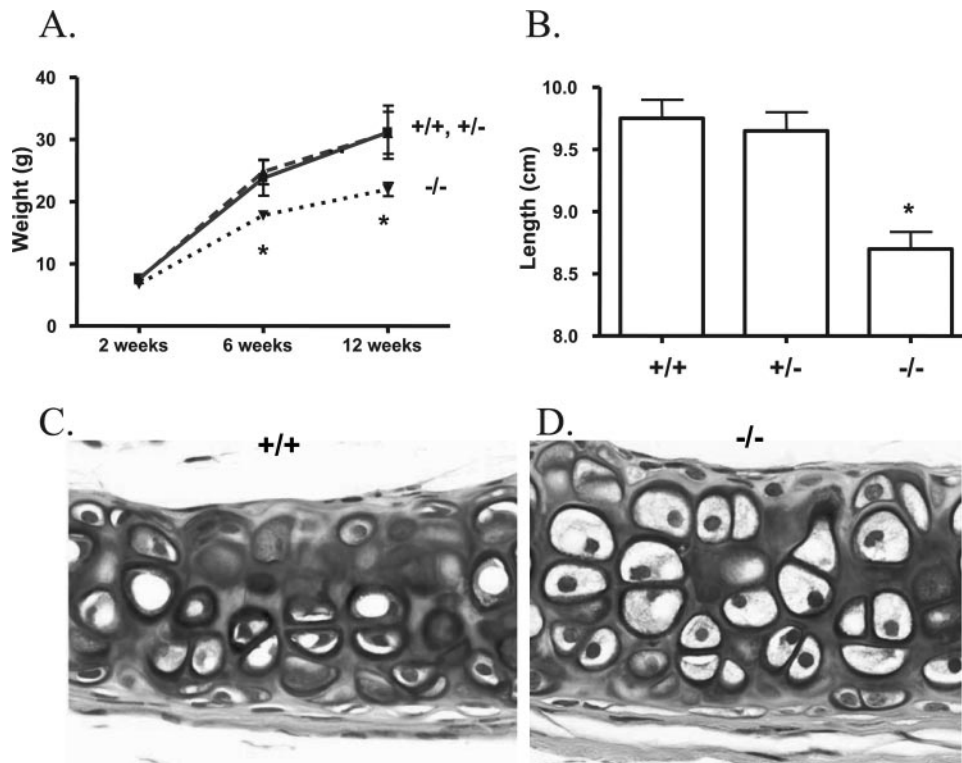 A.
Weight (g)
40
30
20
10
0
+/+, +/-
-/-
*
*
2 weeks 6 weeks 12 weeks
B.
Length (cm)
10.0
9.5
9.0
8.5
8.0
*
+/+ +/- -/-
C.
+/+
D.
-/-